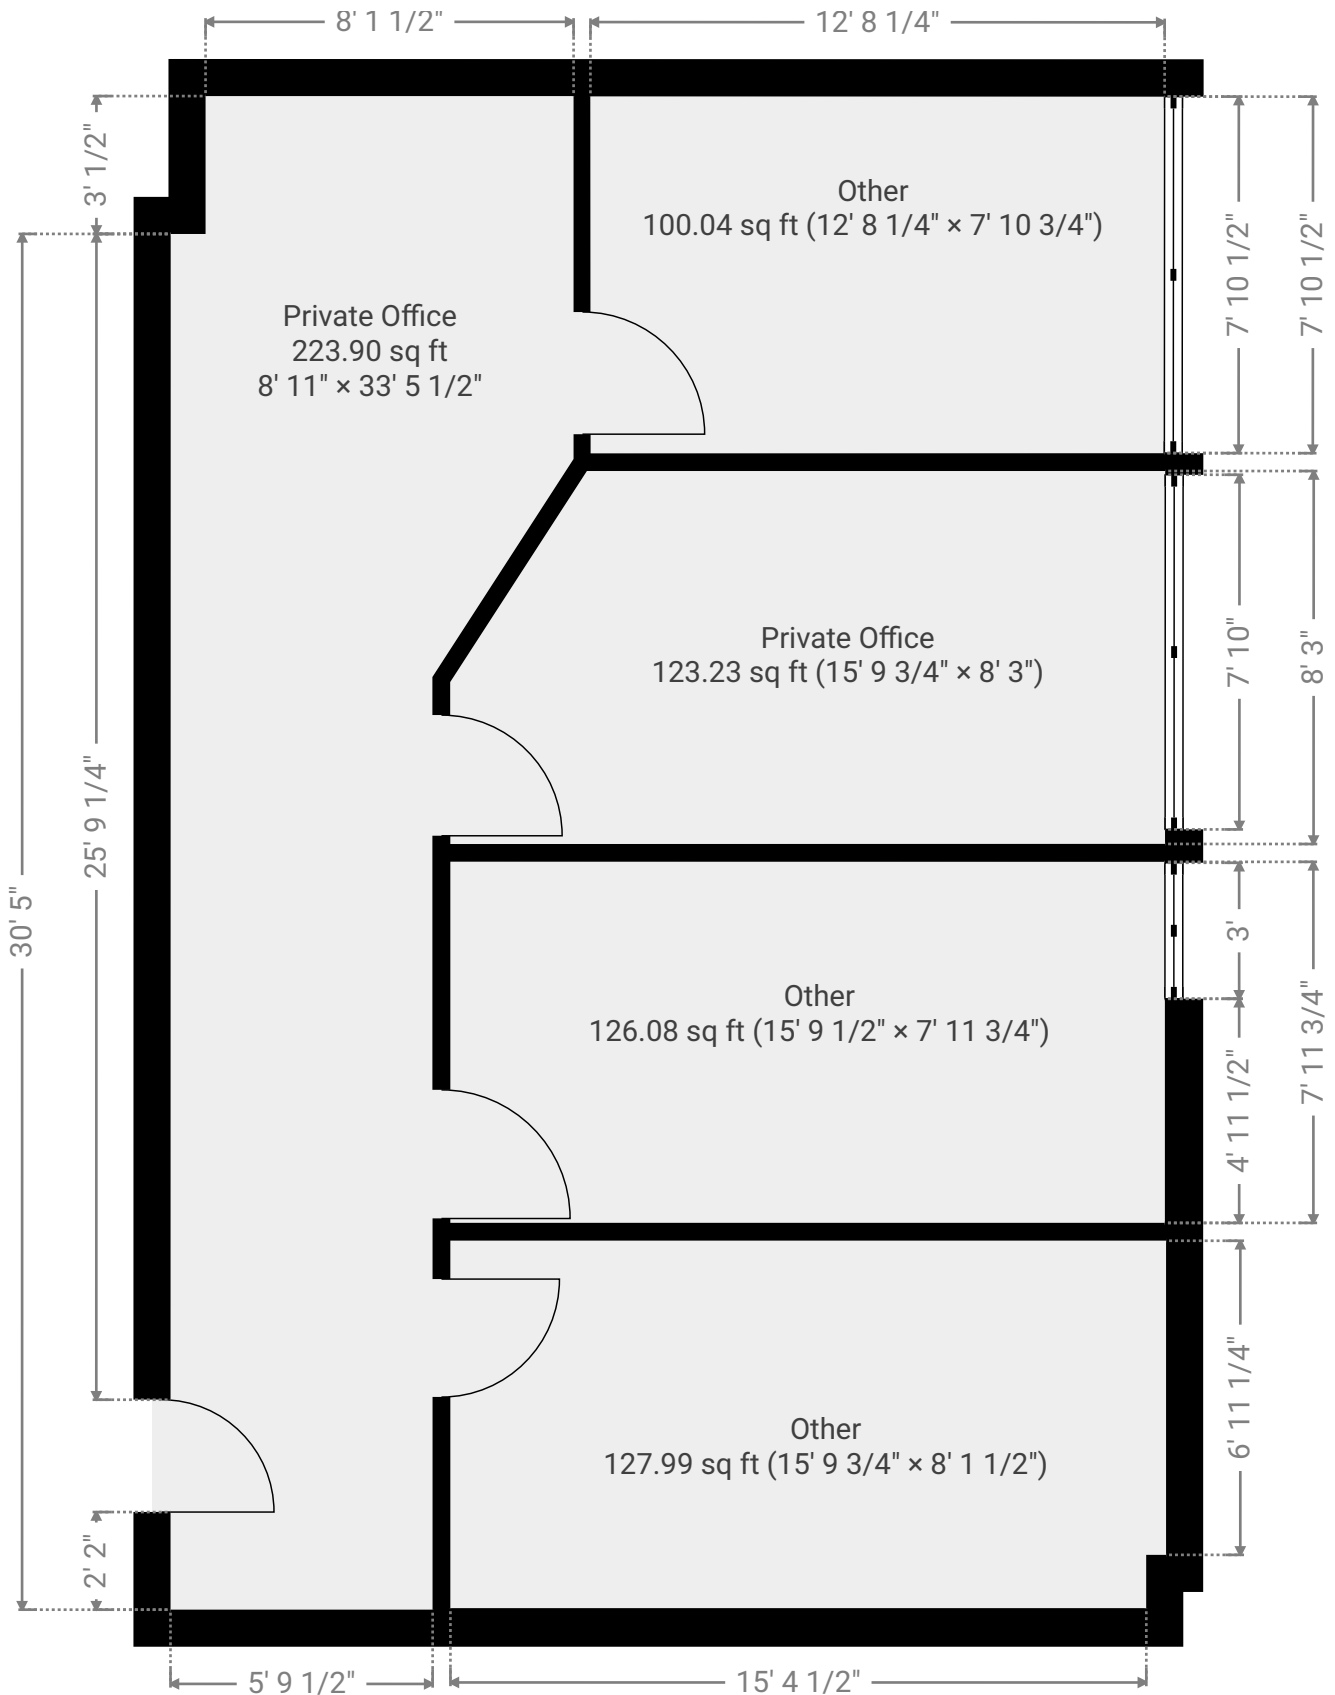 8' 1 1/2"
12' 8 1/4"
3' 1/2"
Other
100.04 sq ft (12' 8 1/4" × 7' 10 3/4")
7' 10 1/2"
7' 10 1/2"
Private Office
223.90 sq ft
8' 11" × 33' 5 1/2"
Private Office
123.23 sq ft (15' 9 3/4" × 8' 3")
7' 10"
8' 3"
25' 9 1/4"
30' 5"
3'
Other
126.08 sq ft (15' 9 1/2" × 7' 11 3/4")
7' 11 3/4"
4' 11 1/2"
Other
127.99 sq ft (15' 9 3/4" × 8' 1 1/2")
6' 11 1/4"
2' 2"
5' 9 1/2"
15' 4 1/2"